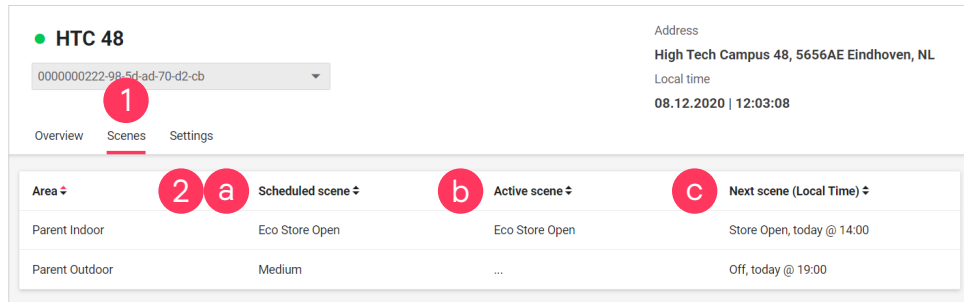 HTC 48
0000000222-98-5d-ad-70-d2-cb
Address
High Tech Campus 48, 5656AE Eindhoven, NL
Local time
08.12.2020 | 12:03:08
1
Overview Scenes Settings
Area 2 a Scheduled scene b Active scene c Next scene (Local Time)
Parent Indoor Eco Store Open Eco Store Open Store Open, today @ 14:00
Parent Outdoor Medium ... Off, today @ 19:00